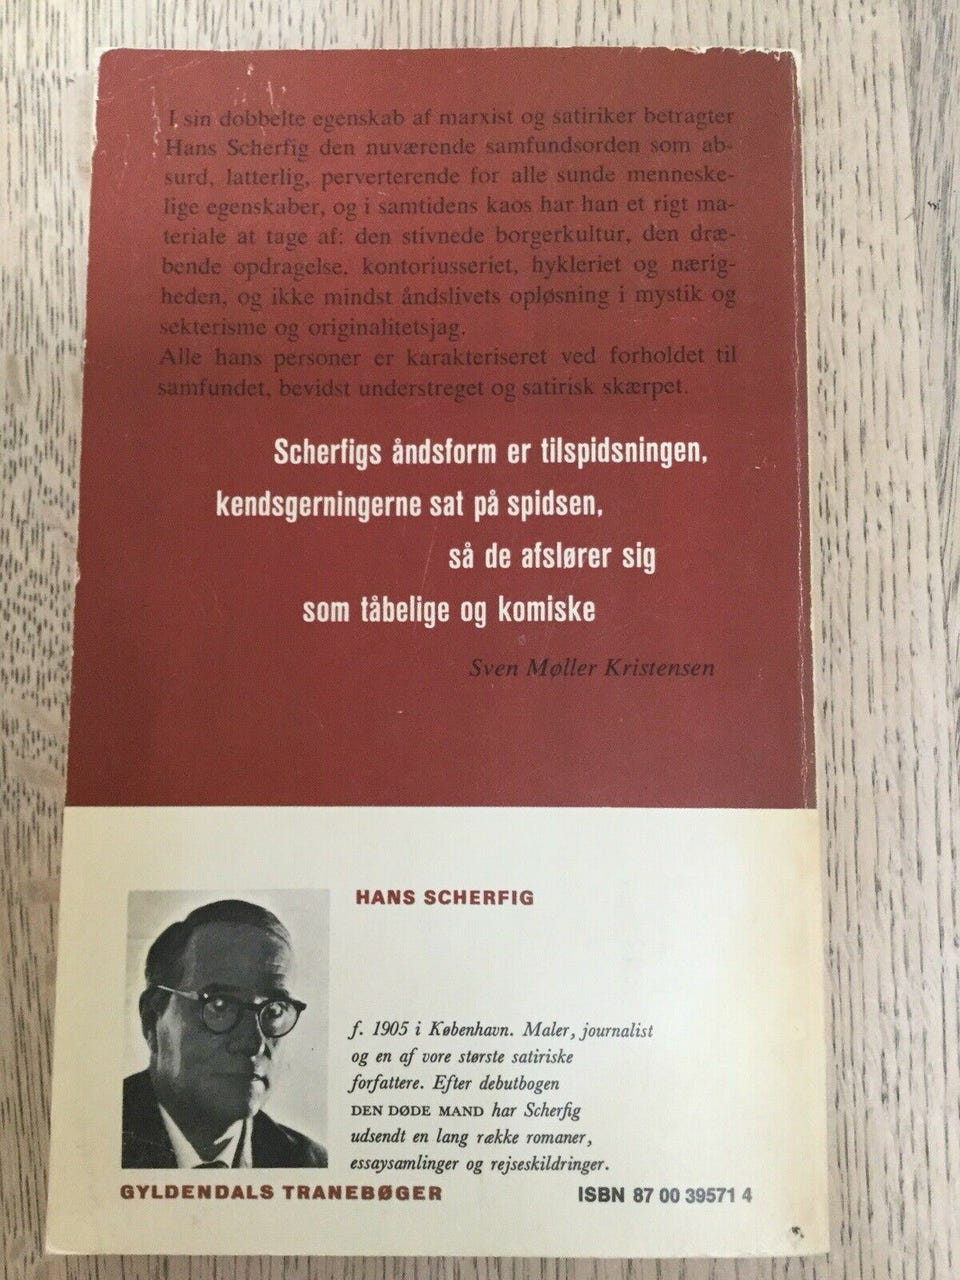 I sin dobbelte egenskab af marxist og satiriker betragter
Hans Scherfig den nuværende samfundsorden som ab-
surd, latterlig, perverterende for alle sunde menneske-
lige egenskaber, og i samtidens kaos har han et rigt ma-
teriale at tage af: den stivnede borgerkultur, den dræ-
bende opdragelse, kontoriusseriet, hykleriet og nærig-
heden, og ikke mindst åndslivets opløsning i mystik og
sekterisme og originalitetsjag.
Alle hans personer er karakteriseret ved forholdet til
samfundet, bevidst understreget og satirisk skærpet.
Scherfigs åndsform er tilspidsningen,
kendsgerningerne sat på spidsen,
så de afslører sig
som tåbelige og komiske
Sven Møller Kristensen
HANS SCHERFIG
f. 1905 i København. Maler, journalist
og en af vore største satiriske
forfattere. Efter debutbogen
DEN DØDE MAND har Scherfig
udsendt en lang række romaner,
essaysamlinger og rejseskildringer.
GYLDENDALS TRANEBØGER
ISBN 87 00 39571 4